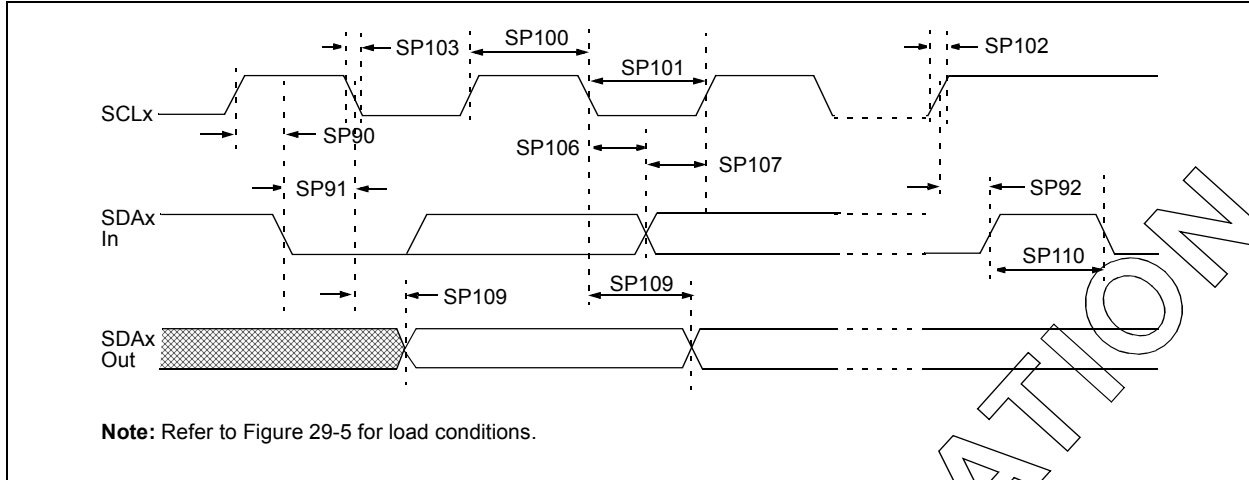 SP103
SP100
SP101
SP102
SCLx
SP90
SP106
SP107
SP91
SP92
SDAx
In
SP110
SP109
SP109
SDAx
Out
Note: Refer to Figure 29-5 for load conditions.
ATION